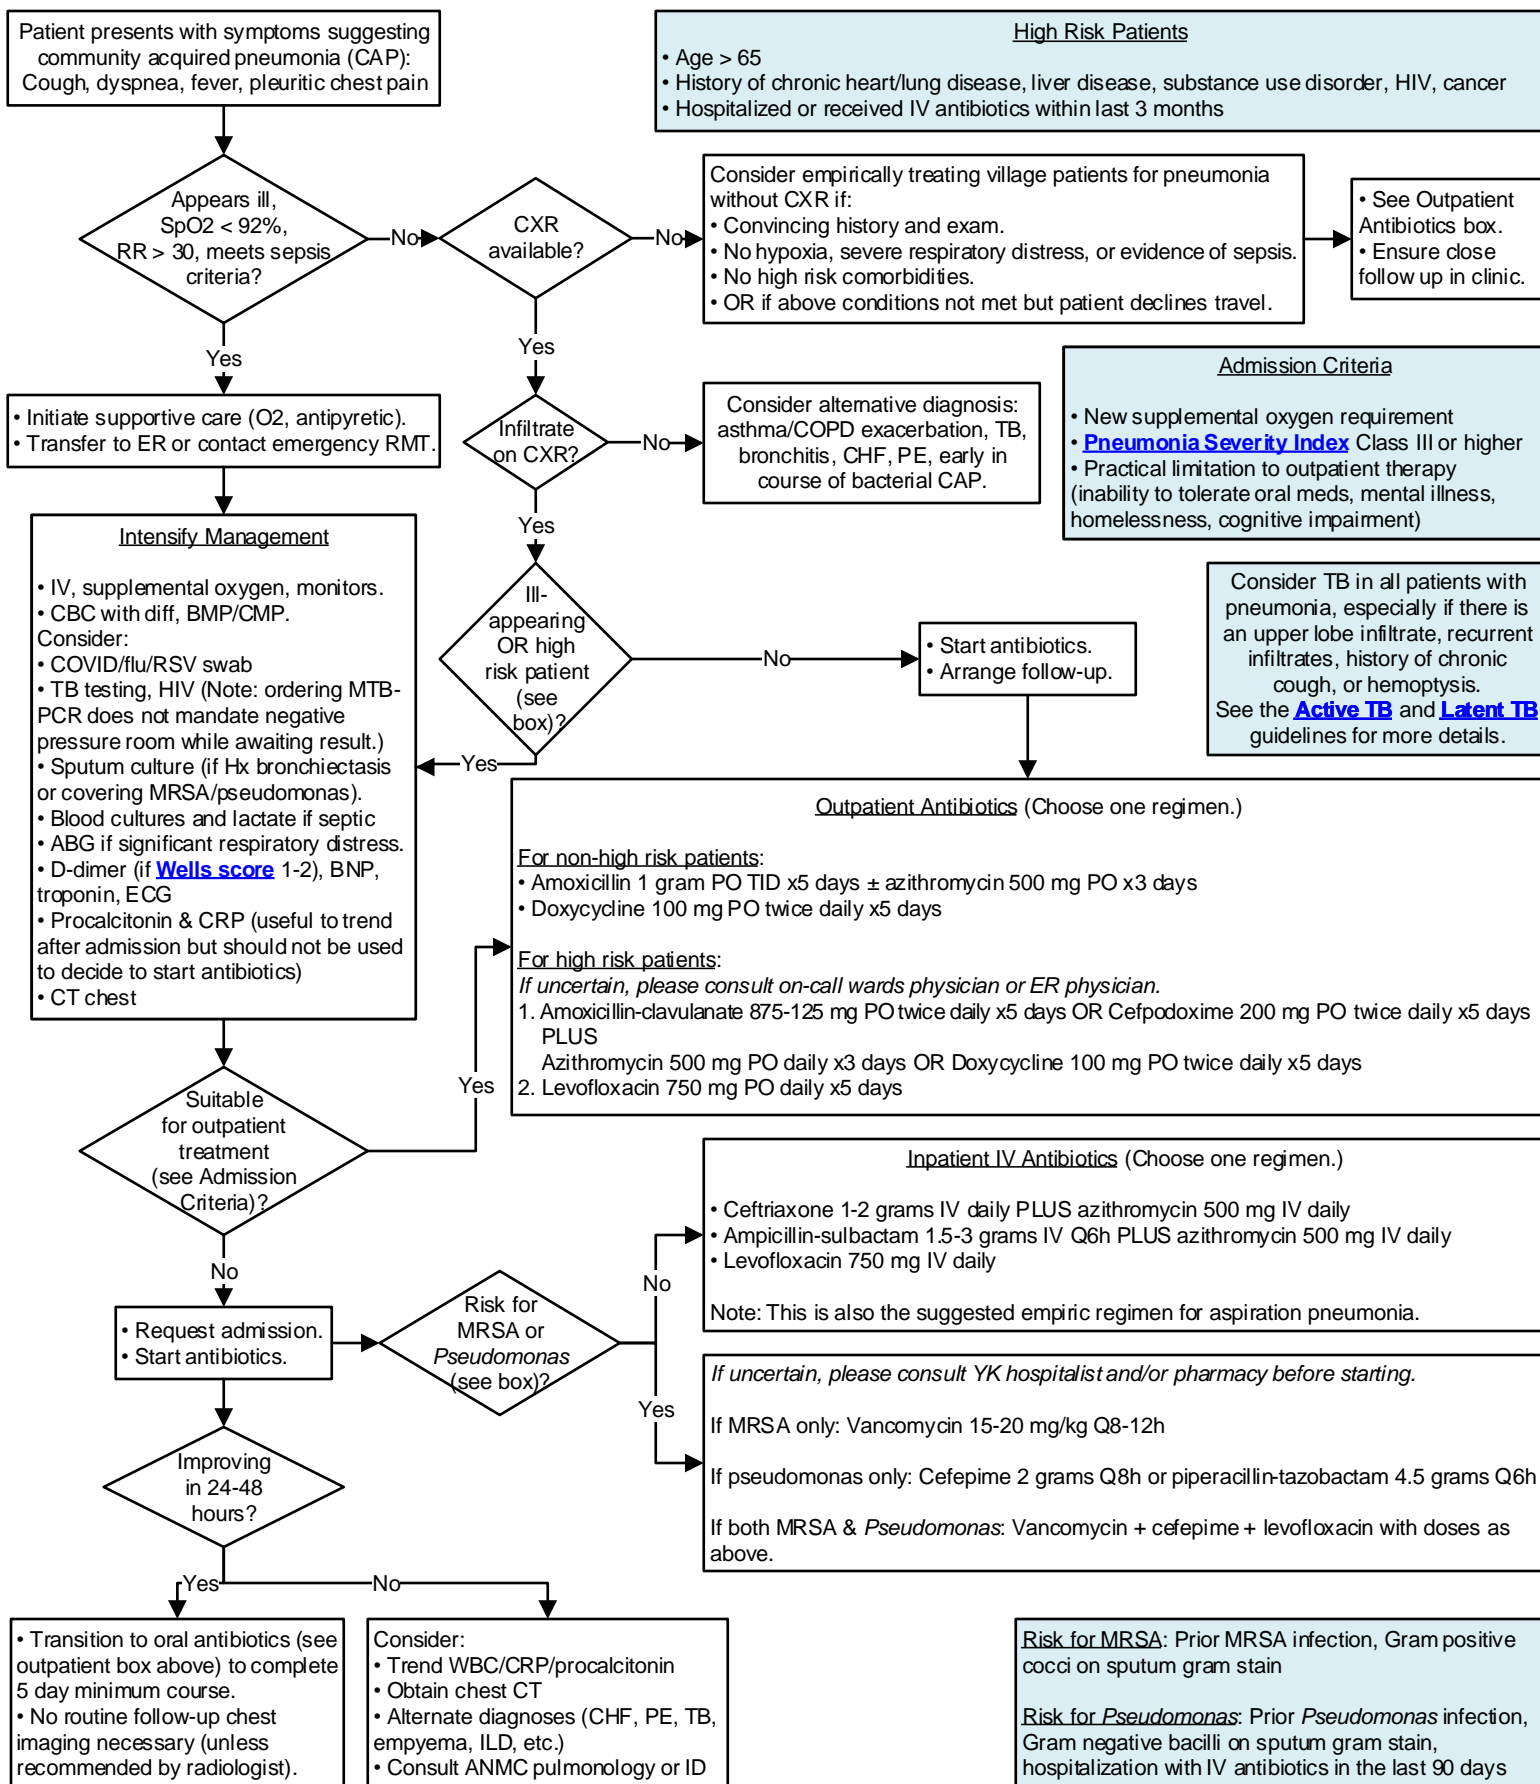 Patient presents with symptoms suggesting
community acquired pneumonia (CAP):
Cough, dyspnea, fever, pleuritic chest pain
High Risk Patients
• Age > 65
• History of chronic heart/lung disease, liver disease, substance use disorder, HIV, cancer
• Hospitalized or received IV antibiotics within last 3 months
Appears ill,
SpO2 < 92%,
RR > 30, meets sepsis
criteria?
No
CXR
available?
No
Consider empirically treating village patients for pneumonia
without CXR if:
• Convincing history and exam.
• No hypoxia, severe respiratory distress, or evidence of sepsis.
• No high risk comorbidities.
• OR if above conditions not met but patient declines travel.
• See Outpatient
Antibiotics box.
• Ensure close
follow up in clinic.
Yes
Yes
• Initiate supportive care (O2, antipyretic).
• Transfer to ER or contact emergency RMT.
Infiltrate
on CXR?
No
Consider alternative diagnosis:
asthma/COPD exacerbation, TB,
bronchitis, CHF, PE, early in
course of bacterial CAP.
Admission Criteria
• New supplemental oxygen requirement
• Pneumonia Severity Index Class III or higher
• Practical limitation to outpatient therapy
(inability to tolerate oral meds, mental illness,
homelessness, cognitive impairment)
Yes
Intensify Management
• IV, supplemental oxygen, monitors.
• CBC with diff, BMP/CMP.
Consider:
• COVID/flu/RSV swab
• TB testing, HIV (Note: ordering MTB-
PCR does not mandate negative
pressure room while awaiting result.)
• Sputum culture (if Hx bronchiectasis
or covering MRSA/pseudomonas).
• Blood cultures and lactate if septic
• ABG if significant respiratory distress.
• D-dimer (if Wells score 1-2), BNP,
troponin, ECG
• Procalcitonin & CRP (useful to trend
after admission but should not be used
to decide to start antibiotics)
• CT chest
Ill-
appearing
OR high
risk patient
(see
box)?
No
Yes
• Start antibiotics.
• Arrange follow-up.
Consider TB in all patients with
pneumonia, especially if there is
an upper lobe infiltrate, recurrent
infiltrates, history of chronic
cough, or hemoptysis.
See the Active TB and Latent TB
guidelines for more details.
Outpatient Antibiotics (Choose one regimen.)
For non-high risk patients:
• Amoxicillin 1 gram PO TID x5 days ± azithromycin 500 mg PO x3 days
• Doxycycline 100 mg PO twice daily x5 days
For high risk patients:
If uncertain, please consult on-call wards physician or ER physician.
1. Amoxicillin-clavulanate 875-125 mg PO twice daily x5 days OR Cefpodoxime 200 mg PO twice daily x5 days
PLUS
Azithromycin 500 mg PO daily x3 days OR Doxycycline 100 mg PO twice daily x5 days
2. Levofloxacin 750 mg PO daily x5 days
Suitable
for outpatient
treatment
(see Admission
Criteria)?
Yes
No
• Request admission.
• Start antibiotics.
Risk for
MRSA or
Pseudomonas
(see box)?
No
Yes
Inpatient IV Antibiotics (Choose one regimen.)
• Ceftriaxone 1-2 grams IV daily PLUS azithromycin 500 mg IV daily
• Ampicillin-sulbactam 1.5-3 grams IV Q6h PLUS azithromycin 500 mg IV daily
• Levofloxacin 750 mg IV daily
Note: This is also the suggested empiric regimen for aspiration pneumonia.
If uncertain, please consult YK hospitalist and/or pharmacy before starting.
If MRSA only: Vancomycin 15-20 mg/kg Q8-12h
If pseudomonas only: Cefepime 2 grams Q8h or piperacillin-tazobactam 4.5 grams Q6h
If both MRSA & Pseudomonas: Vancomycin + cefepime + levofloxacin with doses as
above.
Improving
in 24-48
hours?
Yes
No
• Transition to oral antibiotics (see
outpatient box above) to complete
5 day minimum course.
• No routine follow-up chest
imaging necessary (unless
recommended by radiologist).
Consider:
• Trend WBC/CRP/procalcitonin
• Obtain chest CT
• Alternate diagnoses (CHF, PE, TB,
empyema, ILD, etc.)
• Consult ANMC pulmonology or ID
Risk for MRSA: Prior MRSA infection, Gram positive
cocci on sputum gram stain
Risk for Pseudomonas: Prior Pseudomonas infection,
Gram negative bacilli on sputum gram stain,
hospitalization with IV antibiotics in the last 90 days